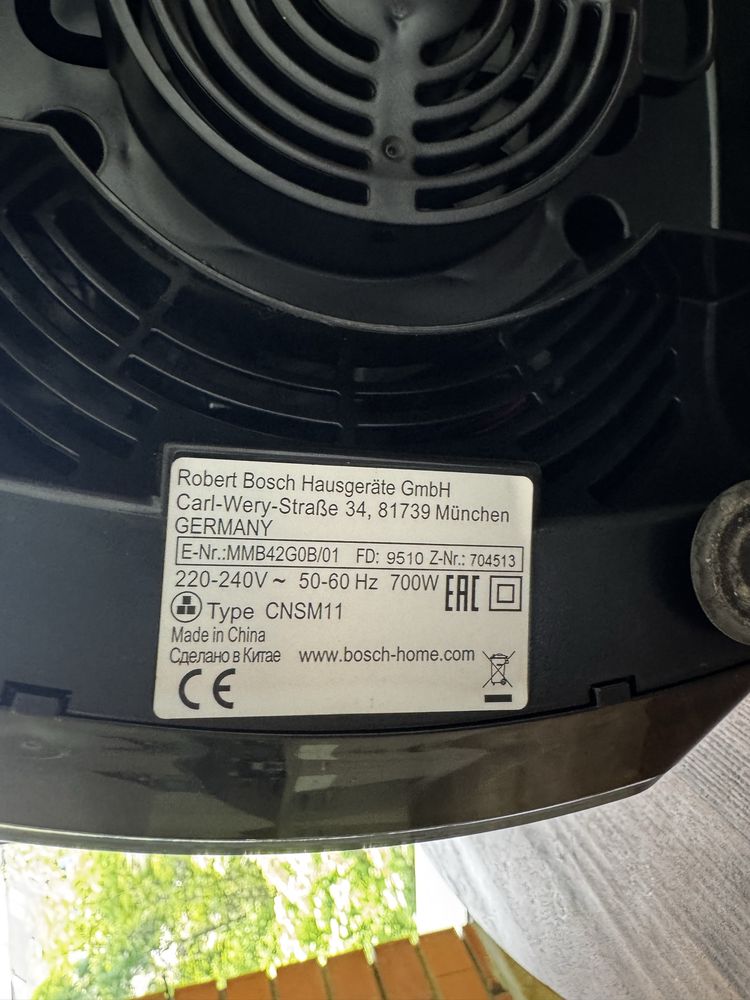 Robert Bosch Hausgeräte GmbH
Carl-Wery-Straße 34, 81739 München
GERMANY
E-Nr.:MMB42G0B/01 FD: 9510 Z-Nr.: 704513
220-240V ~ 50-60 Hz 700W EAC
Type CNSM11
Made in China
Сделано в Китае www.bosch-home.com
CE